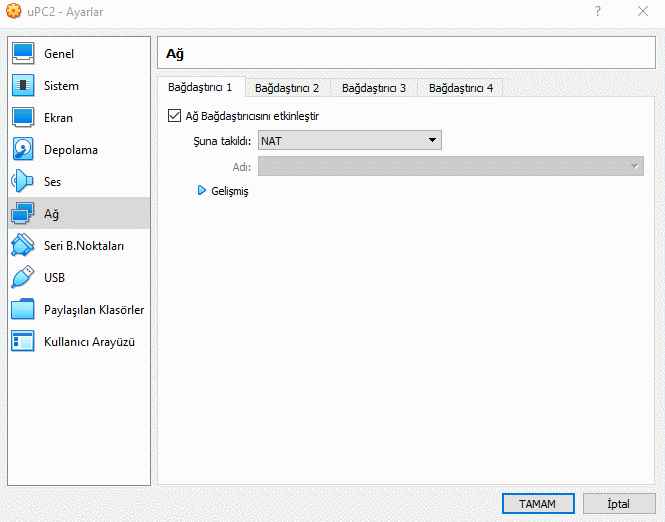 uPC2 - Ayarlar
?
Genel
Sistem
Ekran
Depolama
Ses
Ağ
Seri B.Noktaları
USB
Paylaşılan Klasörler
Kullanıcı Arayüzü
Ağ
Bağdaştırıcı 1 Bağdaştırıcı 2 Bağdaştırıcı 3 Bağdaştırıcı 4
Ağ Bağdaştırıcısını etkinleştir
Şuna takıldı: NAT
Adı:
Gelişmiş
TAMAM İptal